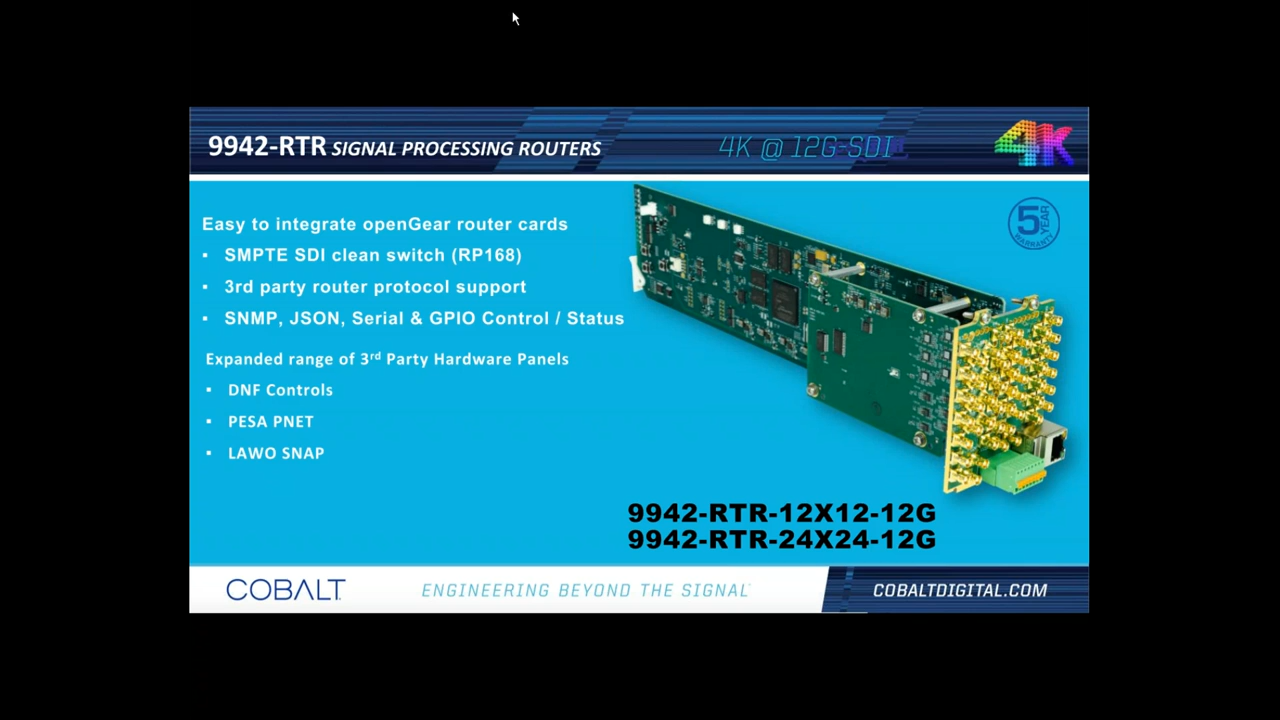 9942-RTR SIGNAL PROCESSING ROUTERS
4K @ 12G-SDI
4K
5 YEAR WARRANTY
Easy to integrate openGear router cards
▪ SMPTE SDI clean switch (RP168)
▪ 3rd party router protocol support
▪ SNMP, JSON, Serial & GPIO Control / Status
Expanded range of 3rd Party Hardware Panels
▪ DNF Controls
▪ PESA PNET
▪ LAWO SNAP
9942-RTR-12X12-12G
9942-RTR-24X24-12G
COBALT
ENGINEERING BEYOND THE SIGNAL
COBALTDIGITAL.COM